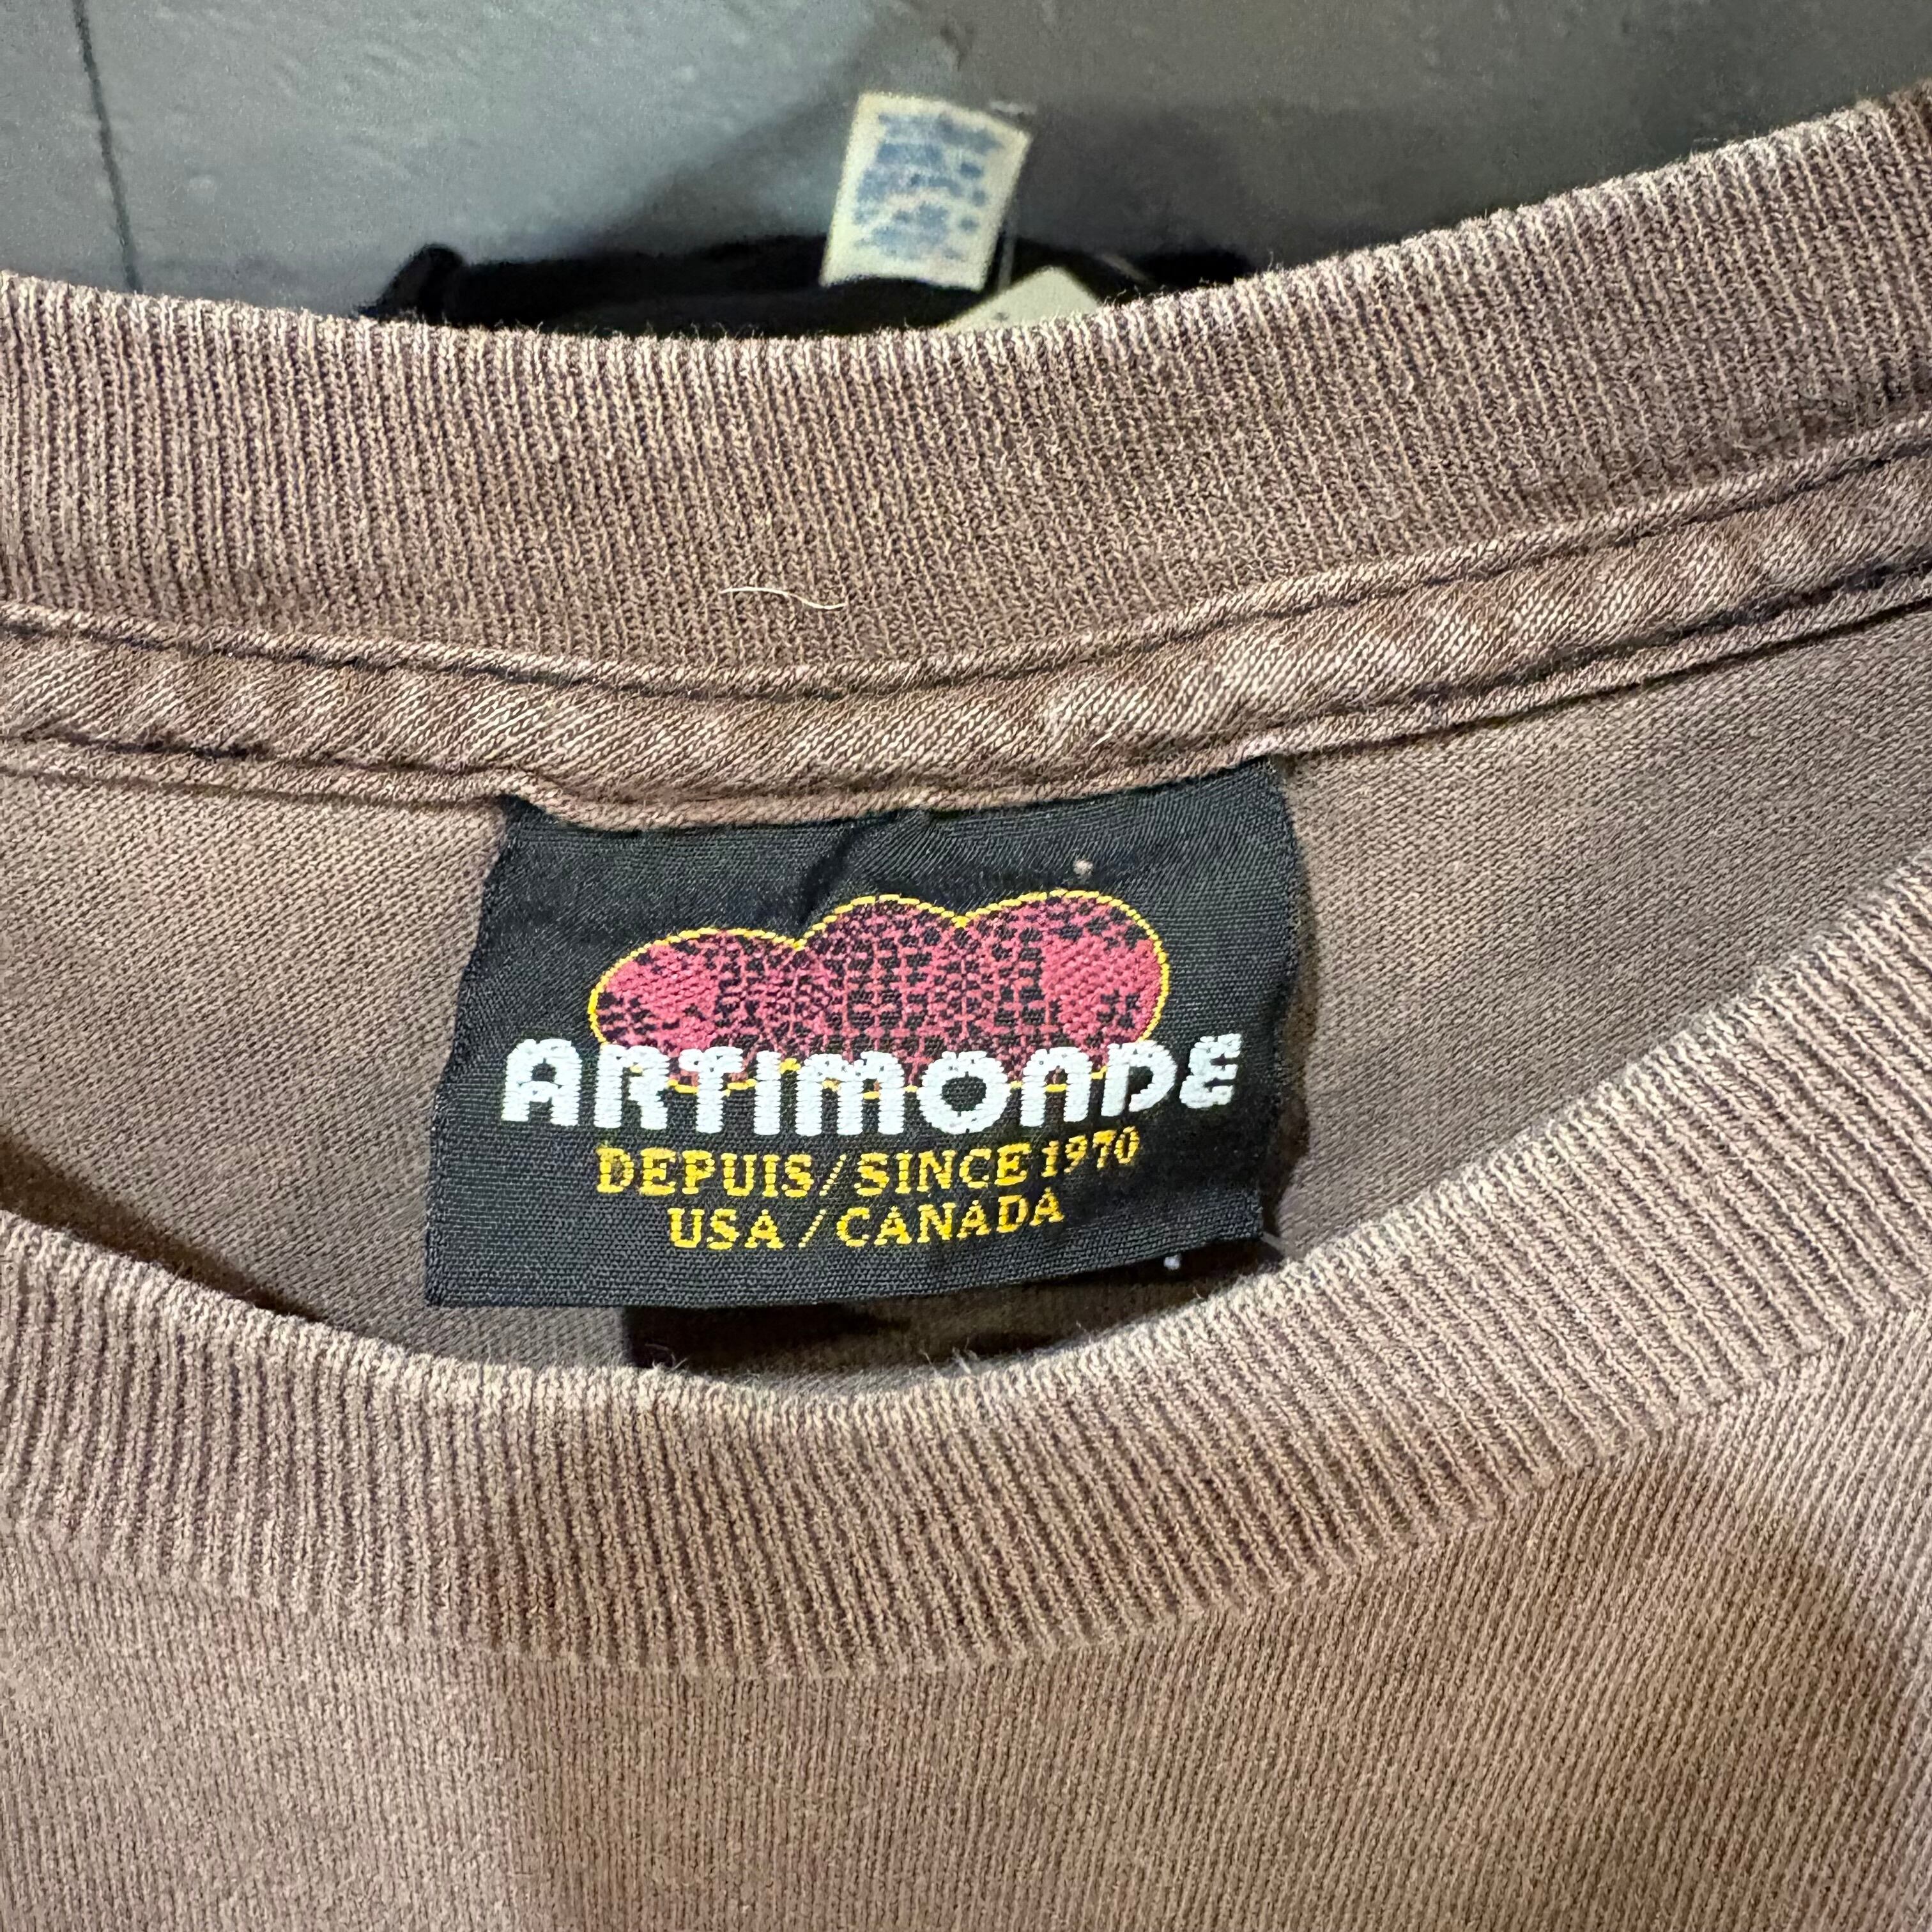 ARTIMONDE
DEPUIS/SINCE 1970
USA/CANADA